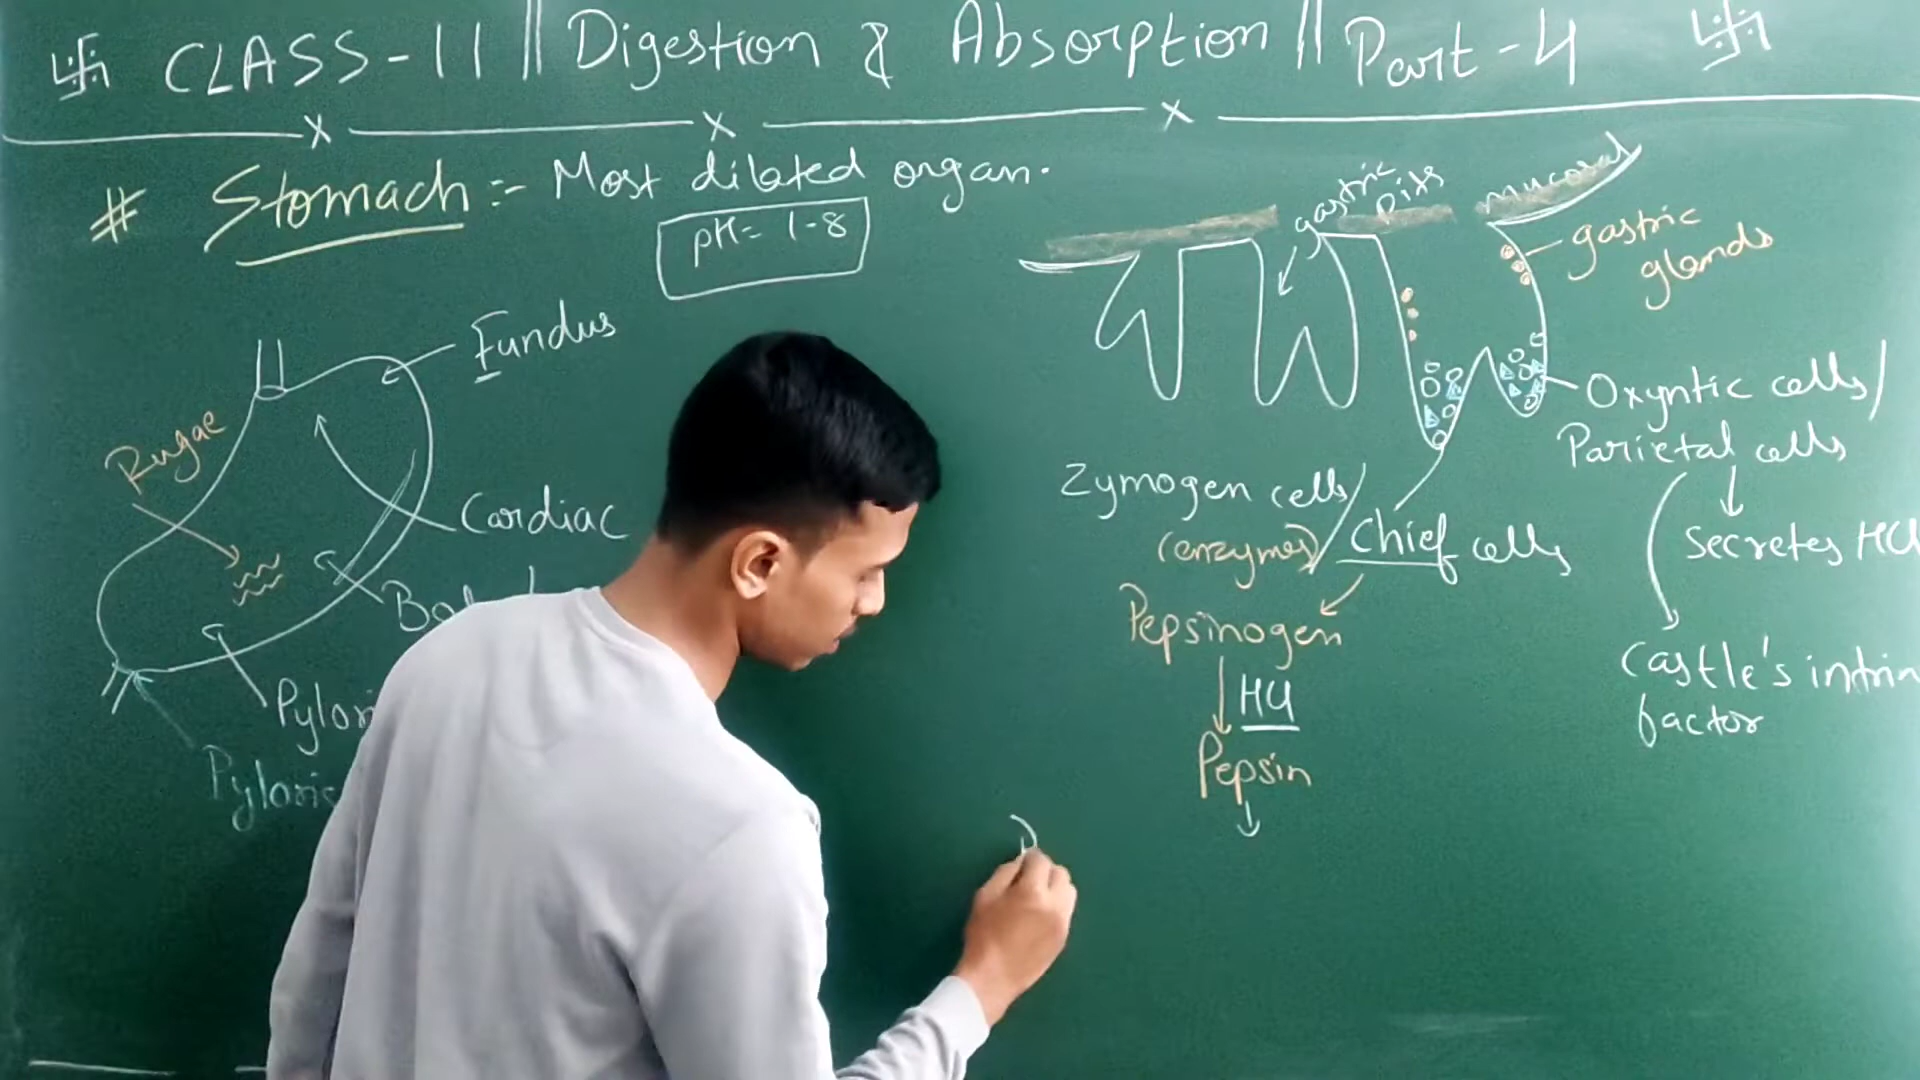 CLASS-11 || Digestion & Absorption || Part-4
# Stomach :- Most dilated organ.
pH= 1-8
Fundus
Rugae
Cardiac
gastric pits
mucosal
gastric glands
Oxyntic cells/
Parietal cells
Secretes HCl
Castle's
factor
Zymogen cells/
(enzymes)
Chief cells
Pepsinogen
HCl
Pepsin